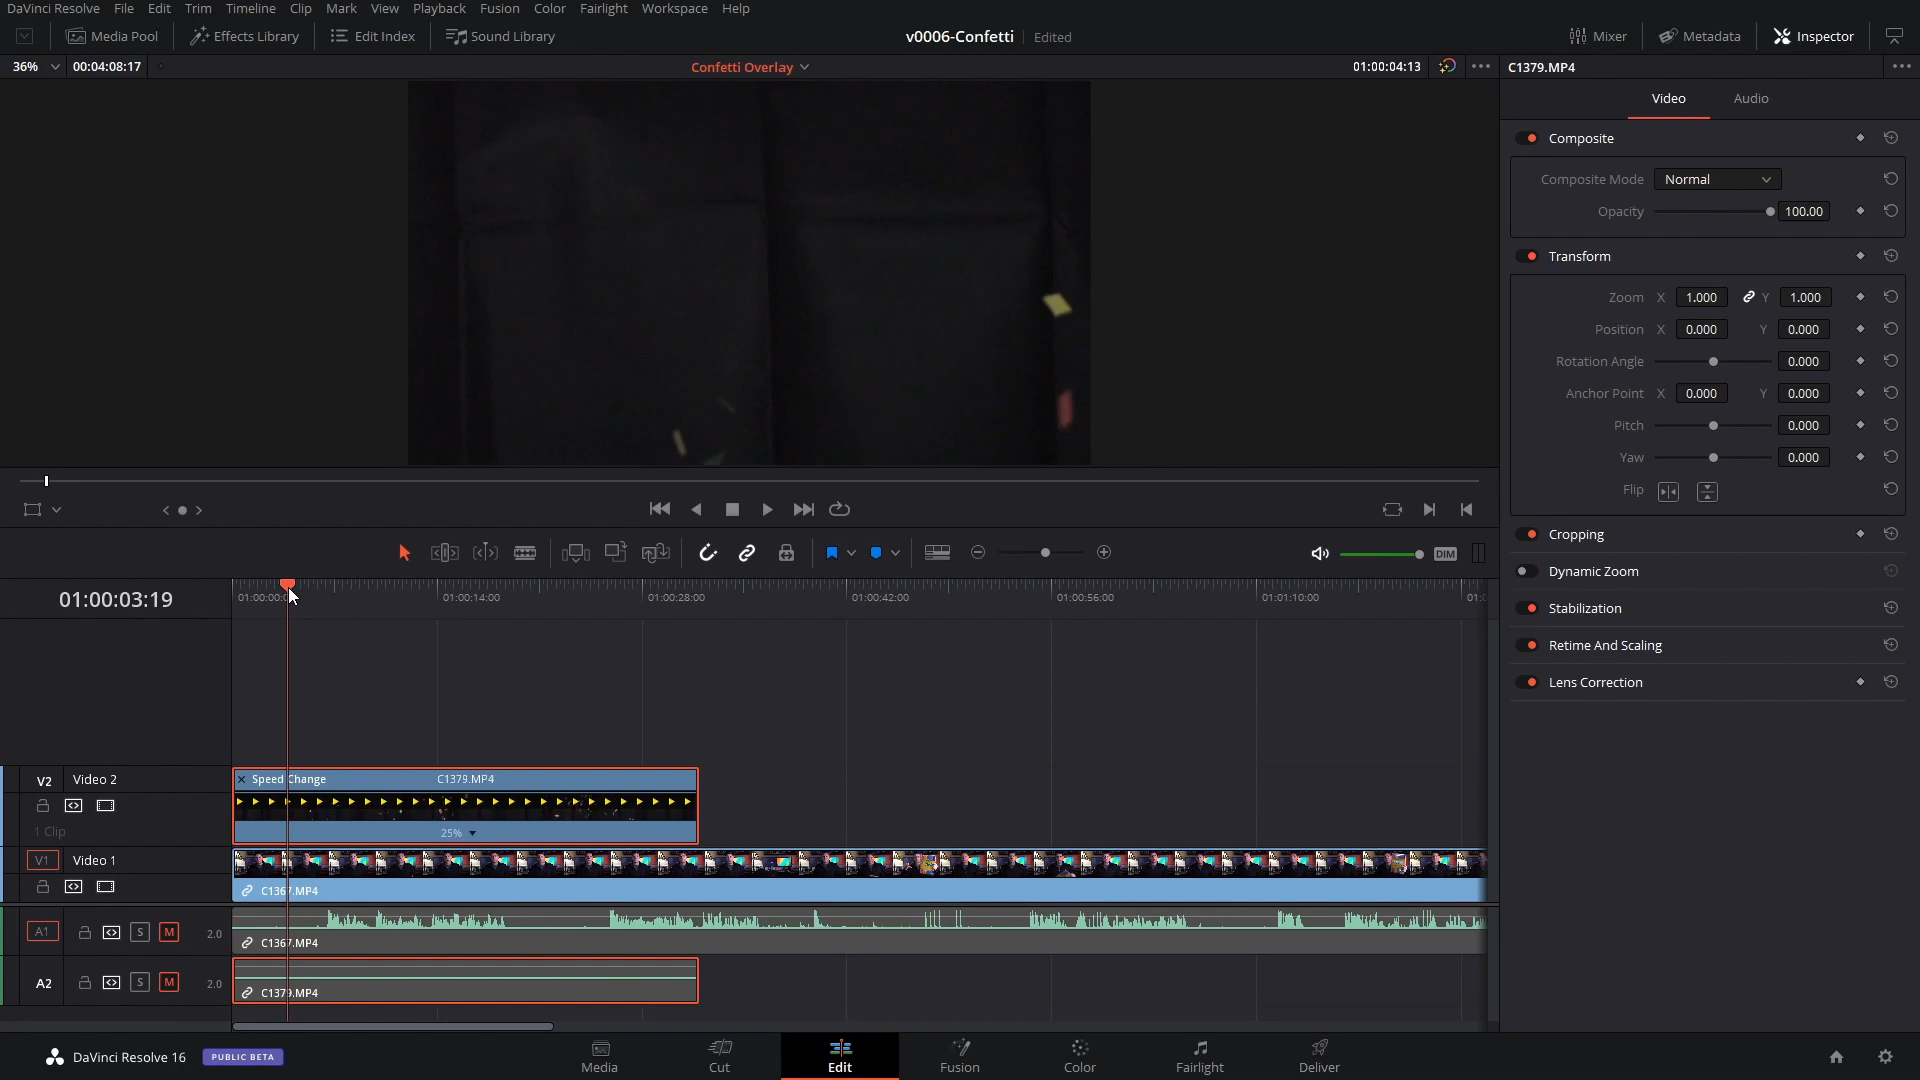 DaVinci Resolve File Edit Trim Timeline Clip Mark View Playback Fusion Color Fairlight Workspace Help
Media Pool Effects Library Edit Index Sound Library v0006-Confetti Edited Mixer Metadata Inspector
36% 00:04:08:17 Confetti Overlay 01:00:04:13 C1379.MP4
Video Audio
Composite
Composite Mode Normal
Opacity 100.00
Transform
Zoom X 1.000 Y 1.000
Position X 0.000 Y 0.000
Rotation Angle 0.000
Anchor Point X 0.000 Y 0.000
Pitch 0.000
Yaw 0.000
Flip
Cropping
Dynamic Zoom
Stabilization
Retime And Scaling
Lens Correction
DIM
01:00:03:19
01:00:14:00 01:00:28:00 01:00:42:00 01:00:56:00 01:01:10:00
V2 Video 2 Speed Change C1379.MP4
1 Clip 25%
V1 Video 1
C1367.MP4
A1 S M 2.0
C1367.MP4
A2 S M 2.0
C1379.MP4
DaVinci Resolve 16 PUBLIC BETA Media Cut Edit Fusion Color Fairlight Deliver